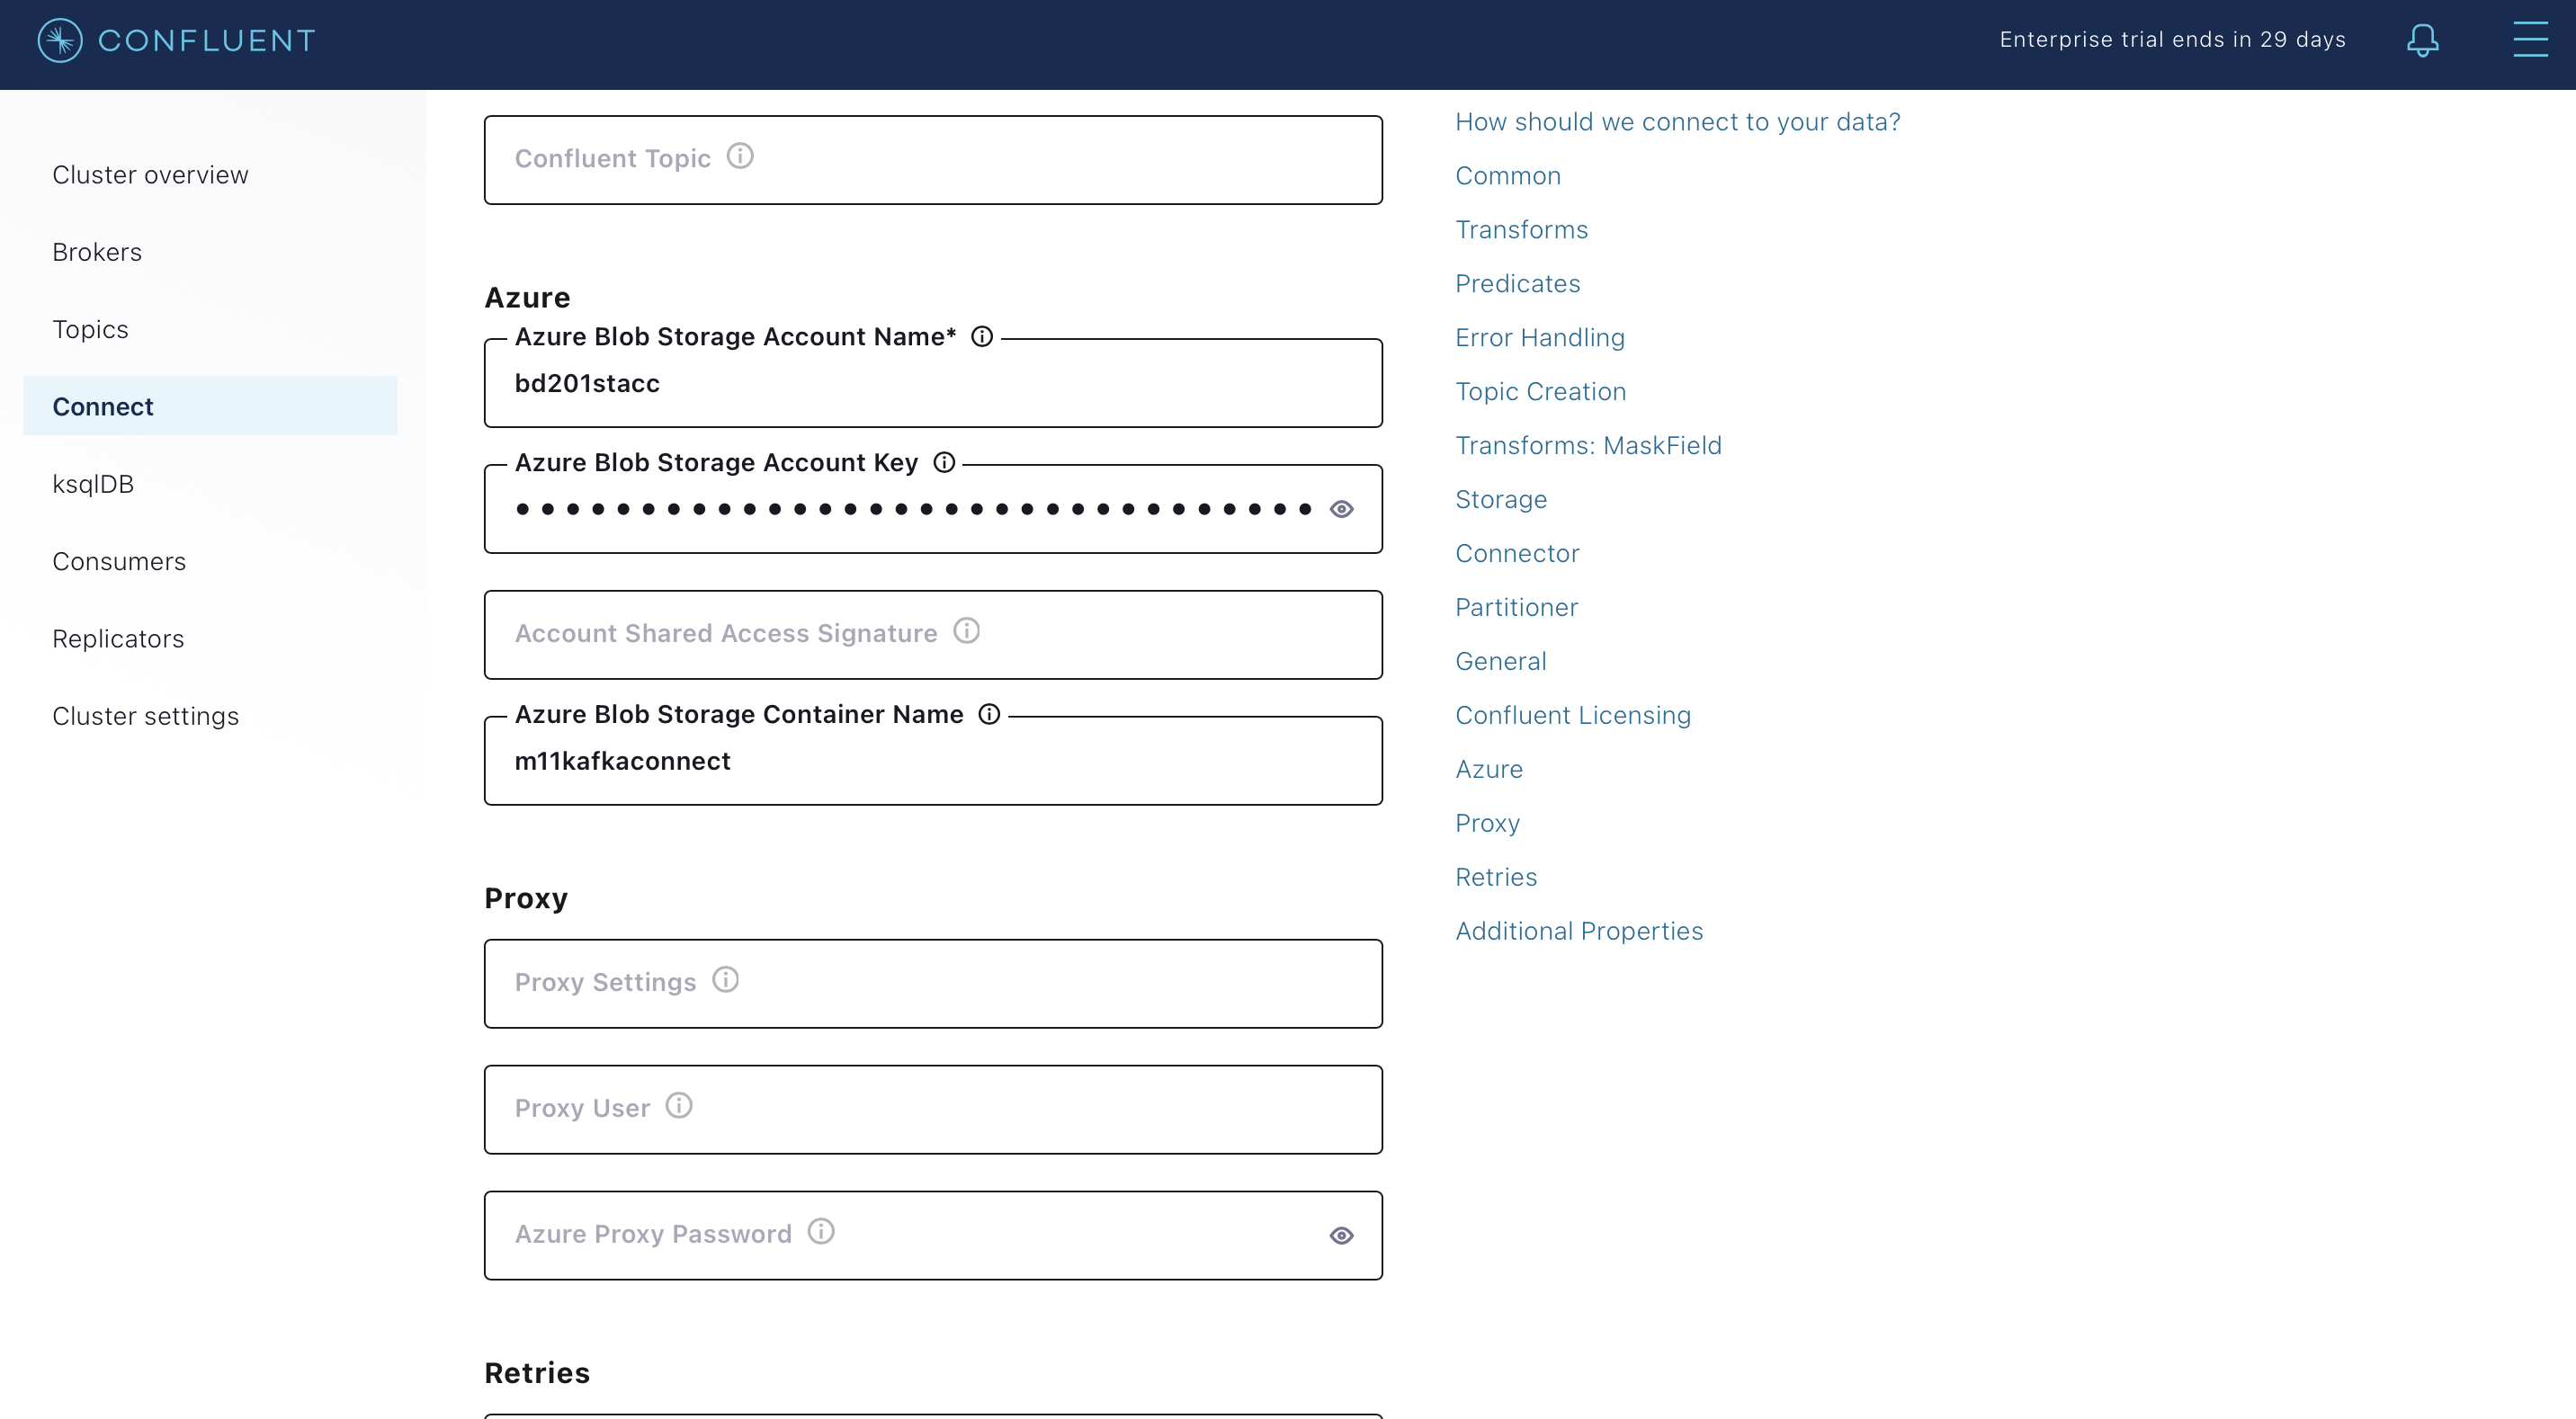 CONFLUENT
Enterprise trial ends in 29 days
Cluster overview
Brokers
Topics
Connect
ksqlDB
Consumers
Replicators
Cluster settings
Confluent Topic
Azure
Azure Blob Storage Account Name*
bd201stacc
Azure Blob Storage Account Key
Account Shared Access Signature
Azure Blob Storage Container Name
m11kafkaconnect
Proxy
Proxy Settings
Proxy User
Azure Proxy Password
Retries
How should we connect to your data?
Common
Transforms
Predicates
Error Handling
Topic Creation
Transforms: MaskField
Storage
Connector
Partitioner
General
Confluent Licensing
Azure
Proxy
Retries
Additional Properties